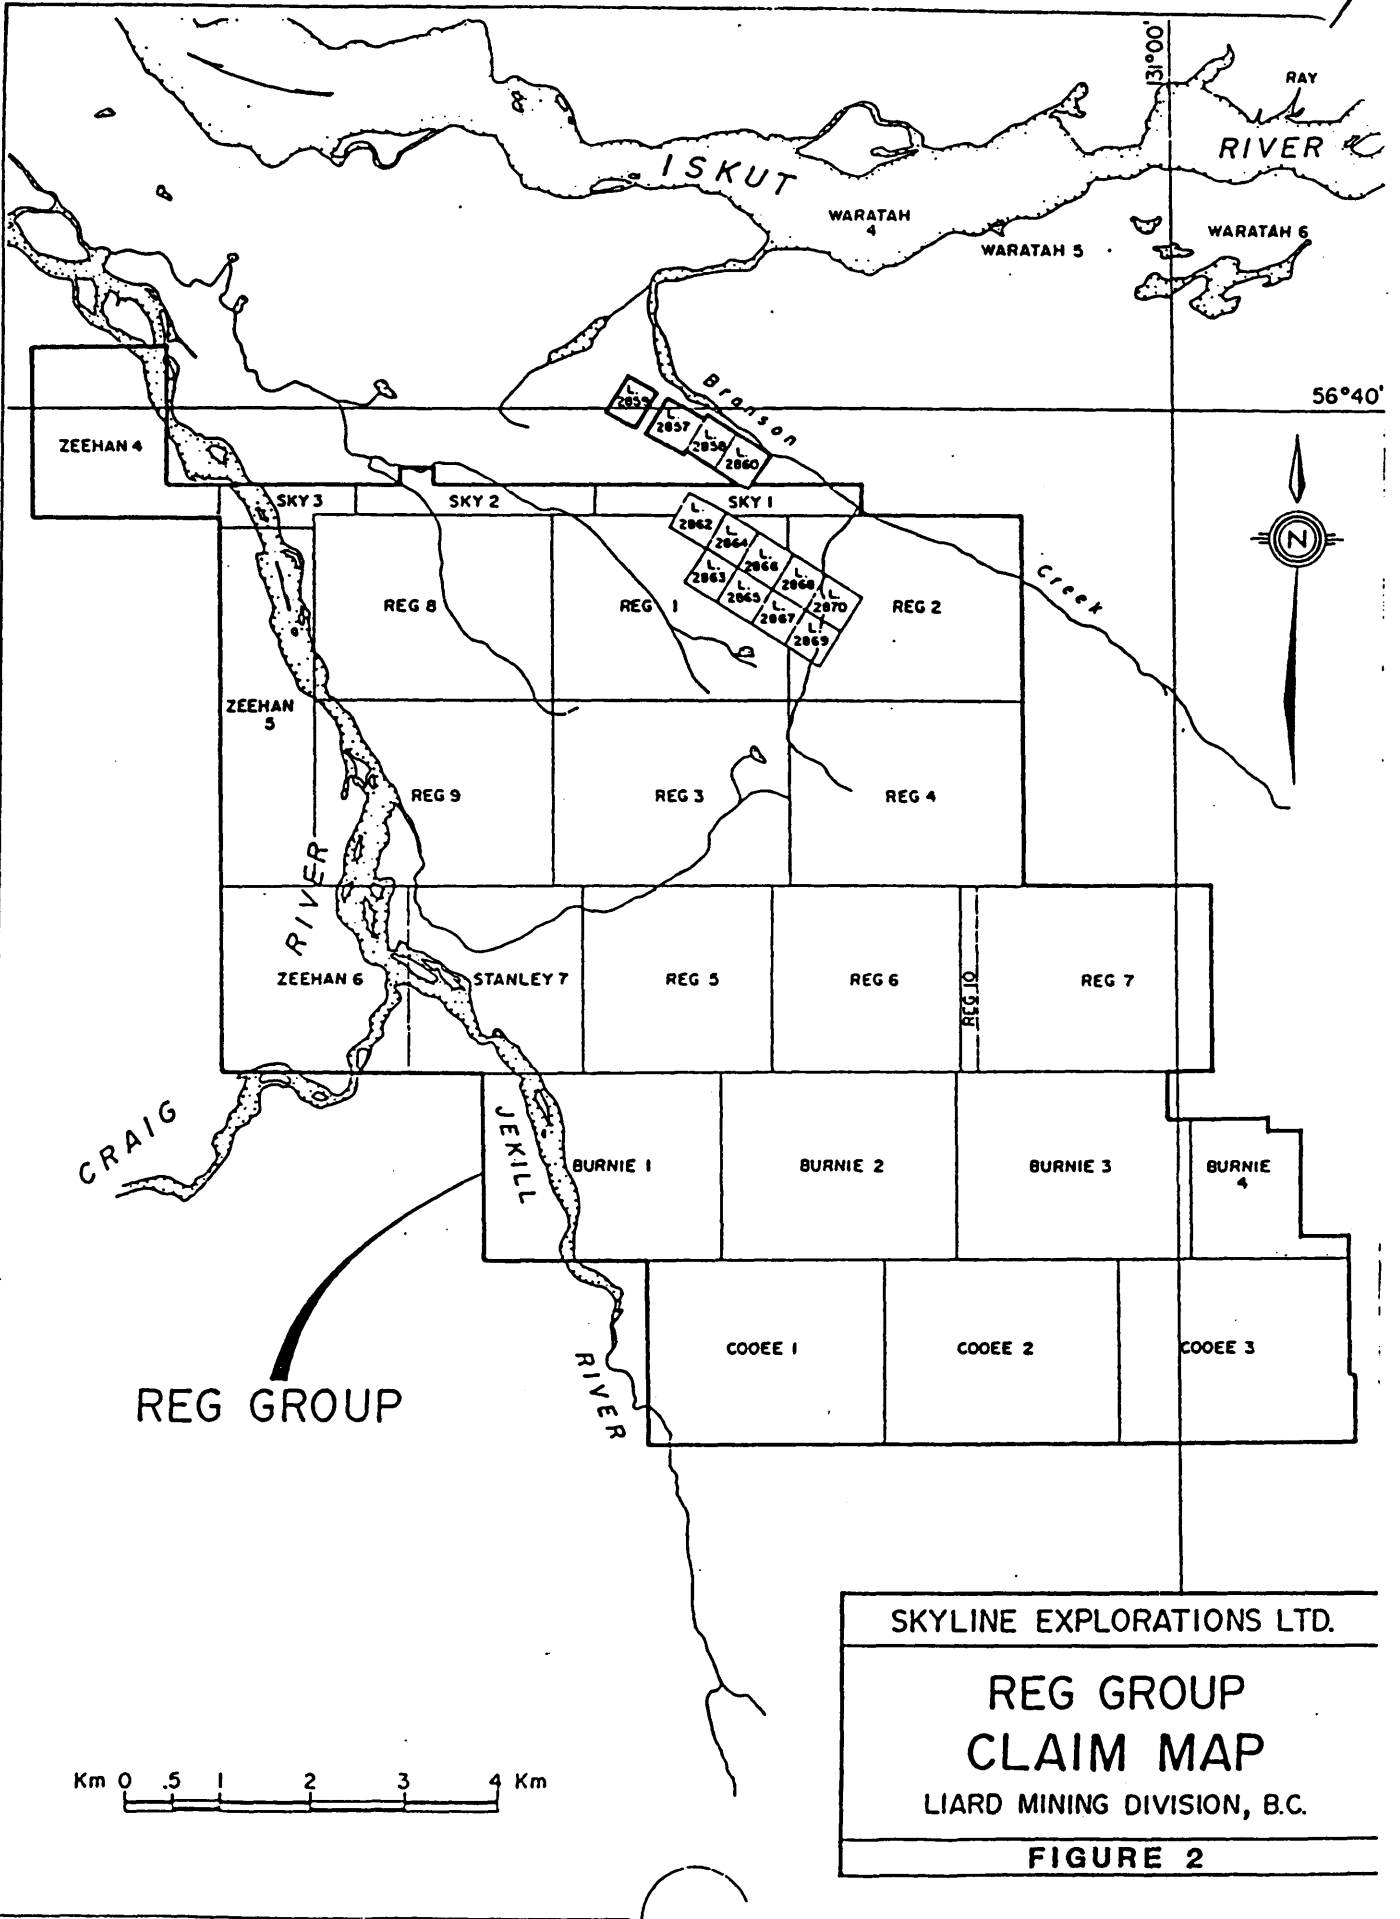 131°00'
RAY
ISKUT
RIVER
WARATAH
4
WARATAH 5
WARATAH 6
Bronson
56°40'
L.
2859
L.
2857
L.
2858
L.
2860
ZEEHAN 4
SKY 3
SKY 2
SKY 1
L.
2862
L.
2864
L.
2866
L.
2868
L.
2870
L.
2863
L.
2865
L.
2867
L.
2869
N
Creek
REG 8
REG 1
REG 2
ZEEHAN
5
REG 9
REG 3
REG 4
RIVER
ZEEHAN 6
STANLEY 7
REG 5
REG 6
REG 10
REG 7
CRAIG
JEKILL
BURNIE 1
BURNIE 2
BURNIE 3
BURNIE
4
COOEE 1
COOEE 2
COOEE 3
RIVER
REG GROUP
SKYLINE EXPLORATIONS LTD.
REG GROUP
CLAIM MAP
LIARD MINING DIVISION, B.C.
FIGURE 2
Km 0 .5 1 2 3 4 Km